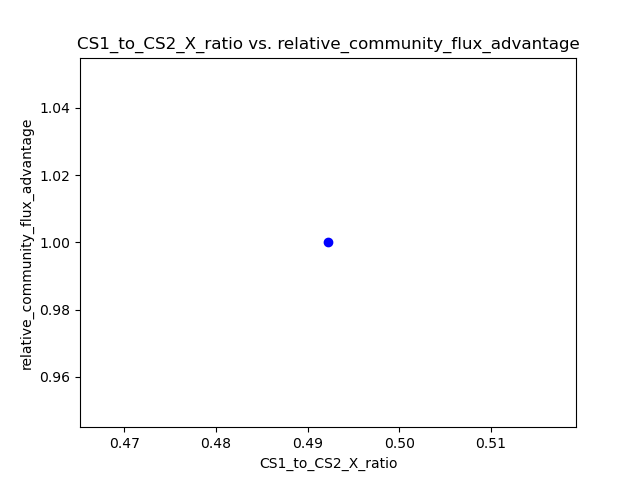 CS1_to_CS2_X_ratio vs. relative_community_flux_advantage
relative_community_flux_advantage
1.04
1.02
1.00
0.98
0.96
0.47 0.48 0.49 0.50 0.51
CS1_to_CS2_X_ratio